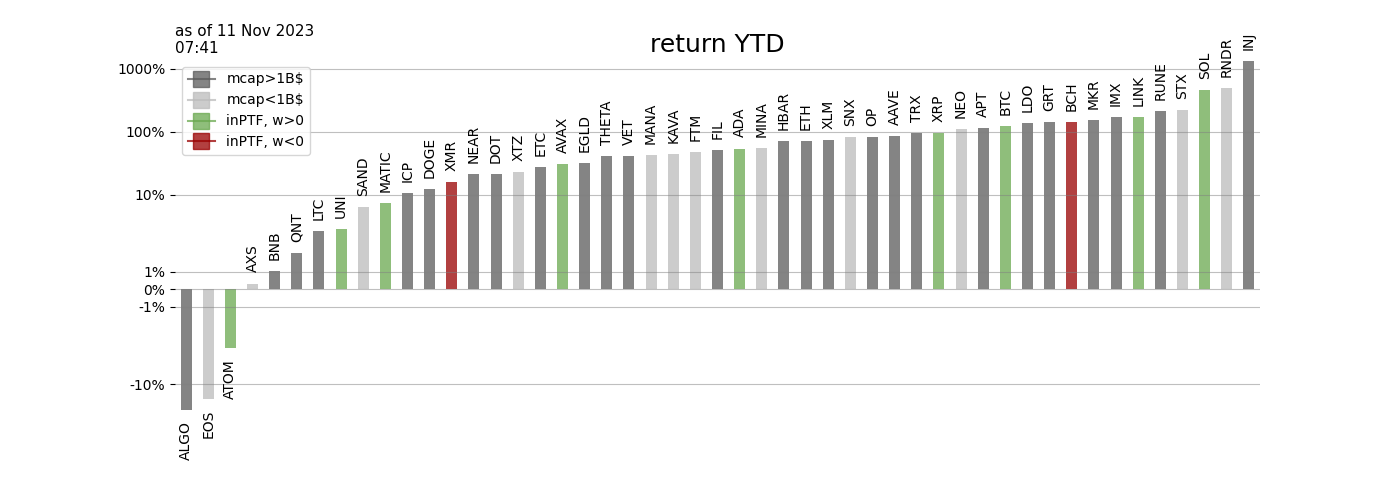 as of 11 Nov 2023
07:41
return YTD
mcap>1B$
mcap<1B$
inPTF, w>0
inPTF, w<0
1000%
100%
10%
1%
0%
-1%
-10%
ALGO
EOS
ATOM
AXS
BNB
QNT
LTC
UNI
SAND
MATIC
ICP
DOGE
XMR
NEAR
DOT
XTZ
ETC
AVAX
EGLD
THETA
VET
MANA
KAVA
FTM
FIL
ADA
MINA
HBAR
ETH
XLM
SNX
OP
AAVE
TRX
XRP
NEO
APT
BTC
LDO
GRT
BCH
MKR
IMX
LINK
RUNE
STX
SOL
RNDR
INJ